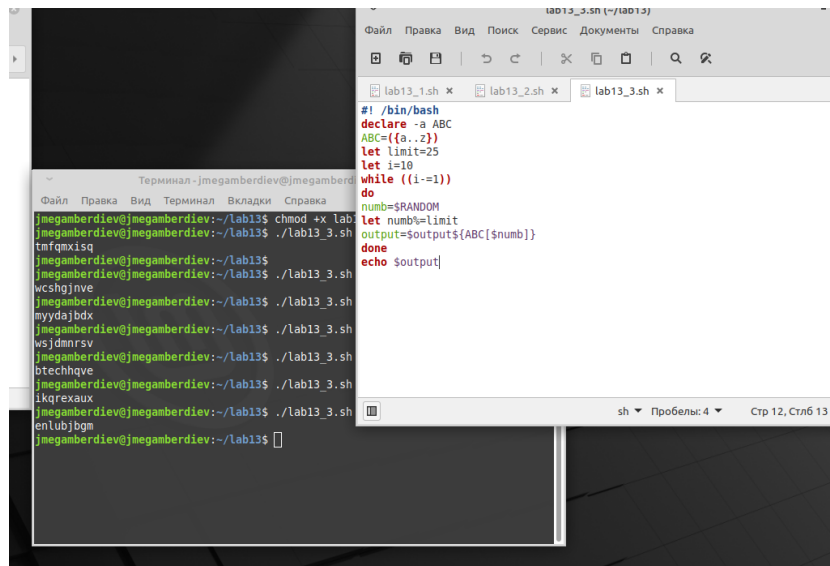 lab13_3.sh (~/lab13)
Файл Правка Вид Поиск Сервис Документы Справка
lab13_1.sh × lab13_2.sh × lab13_3.sh ×
#! /bin/bash
declare -a ABC
ABC=({a..z})
let limit=25
let i=10
while ((i-=1))
do
numb=$RANDOM
let numb%=limit
output=$output${ABC[$numb]}
done
echo $output
sh ▼ Пробелы: 4 ▼ Стр 12, Стлб 13
Терминал - jmegamberdiev@jmegamberd
Файл Правка Вид Терминал Вкладки Справка
jmegamberdiev@jmegamberdiev:~/lab13$ chmod +x lab1
jmegamberdiev@jmegamberdiev:~/lab13$ ./lab13_3.sh
tmfqmxisq
jmegamberdiev@jmegamberdiev:~/lab13$
jmegamberdiev@jmegamberdiev:~/lab13$ ./lab13_3.sh
wcshgjnve
jmegamberdiev@jmegamberdiev:~/lab13$ ./lab13_3.sh
myydajbdx
jmegamberdiev@jmegamberdiev:~/lab13$ ./lab13_3.sh
wsjdmnrsv
jmegamberdiev@jmegamberdiev:~/lab13$ ./lab13_3.sh
btechhqve
jmegamberdiev@jmegamberdiev:~/lab13$ ./lab13_3.sh
ikqrexaux
jmegamberdiev@jmegamberdiev:~/lab13$ ./lab13_3.sh
enlubjbgm
jmegamberdiev@jmegamberdiev:~/lab13$